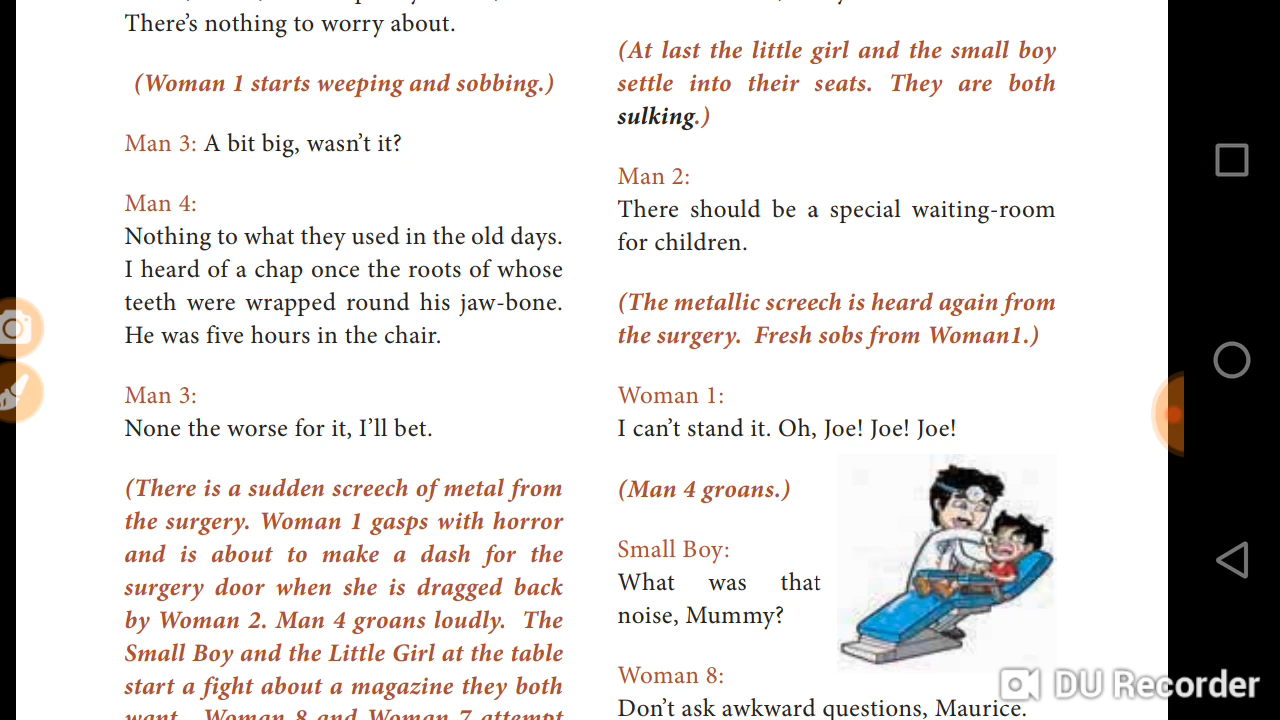 There's nothing to worry about.
(Woman 1 starts weeping and sobbing.)
Man 3: A bit big, wasn't it?
Man 4:
Nothing to what they used in the old days.
I heard of a chap once the roots of whose
teeth were wrapped round his jaw-bone.
He was five hours in the chair.
Man 3:
None the worse for it, I'll bet.
(There is a sudden screech of metal from
the surgery. Woman 1 gasps with horror
and is about to make a dash for the
surgery door when she is dragged back
by Woman 2. Man 4 groans loudly. The
Small Boy and the Little Girl at the table
start a fight about a magazine they both
want. Woman 8 and Woman 7 attempt
(At last the little girl and the small boy
settle into their seats. They are both
sulking.)
Man 2:
There should be a special waiting-room
for children.
(The metallic screech is heard again from
the surgery. Fresh sobs from Woman1.)
Woman 1:
I can't stand it. Oh, Joe! Joe! Joe!
(Man 4 groans.)
Small Boy:
What was that
noise, Mummy?
Woman 8:
Don't ask awkward questions, Maurice.
DU Recorder